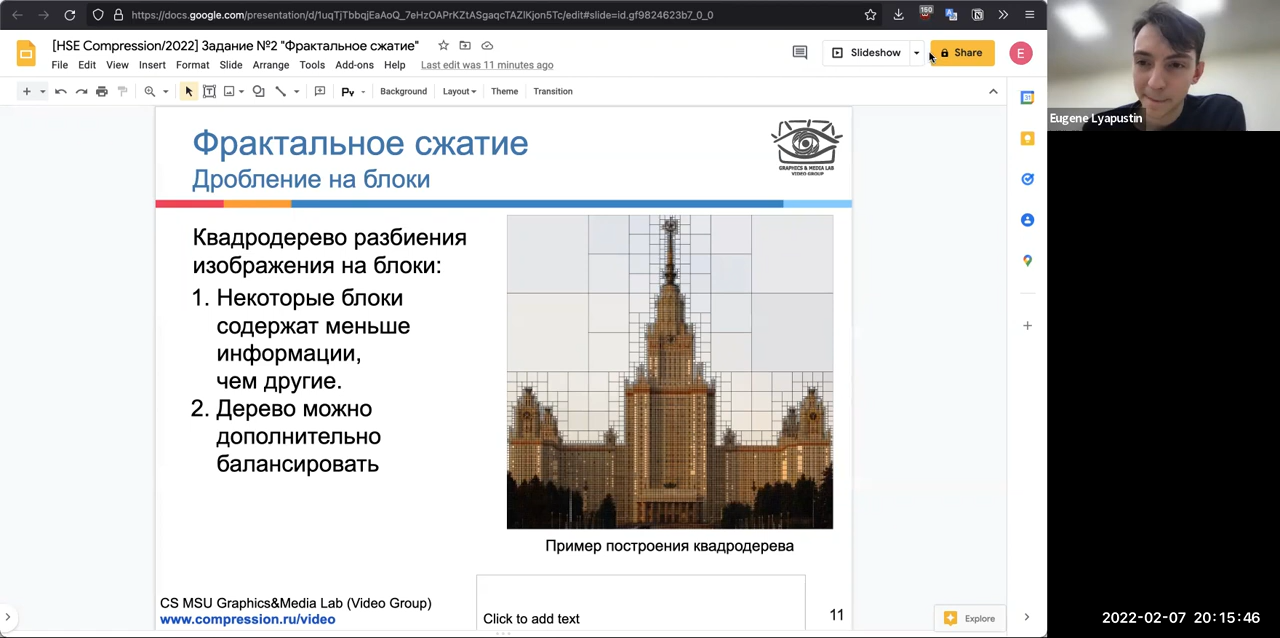 https://docs.google.com/presentation/d/1uqTjTbbqjEaAoQ_7eHzOAPrKZtASgaqcTAZlKjon5Tc/edit#slide=id.gf9824623b7_0_0
160
[HSE Compression/2022] Задание №2 "Фрактальное сжатие"
File Edit View Insert Format Slide Arrange Tools Add-ons Help Last edit was 11 minutes ago
Slideshow
Share
E
Background Layout Theme Transition
31
Eugene Lyapustin
Фрактальное сжатие
Дробление на блоки
GRAPHICS & MEDIA LAB
VIDEO GROUP
Квадродерево разбиения
изображения на блоки:
1. Некоторые блоки
содержат меньше
информации,
чем другие.
2. Дерево можно
дополнительно
балансировать
Пример построения квадродерева
CS MSU Graphics&Media Lab (Video Group)
www.compression.ru/video
Click to add text
11
Explore
2022-02-07 20:15:46